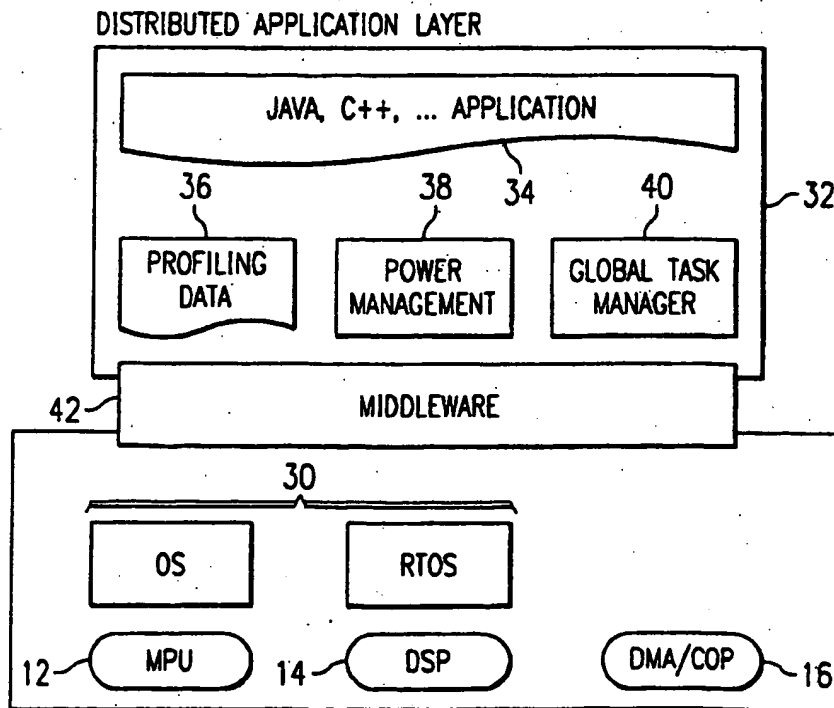 DISTRIBUTED APPLICATION LAYER
JAVA, C++, ... APPLICATION
36
38
34
40
32
PROFILING
DATA
POWER
MANAGEMENT
GLOBAL TASK
MANAGER
42
MIDDLEWARE
30
OS
RTOS
12
MPU
14
DSP
DMA/COP
16